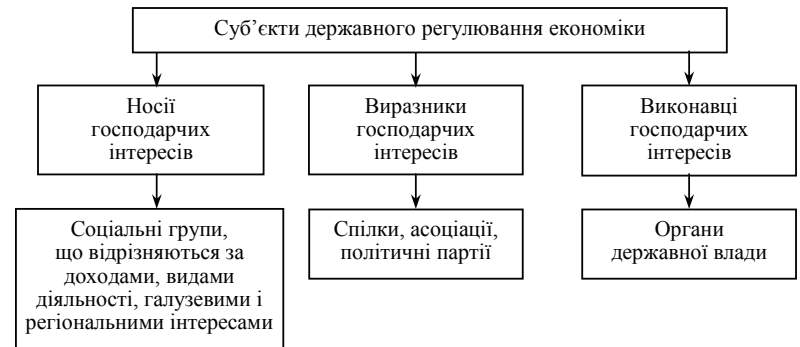 Суб’єкти державного регулювання економіки
Носії
господарчих
інтересів
Виразники
господарчих
інтересів
Виконавці
господарчих
інтересів
Соціальні групи,
що відрізняються за
доходами, видами
діяльності, галузевими і
регіональними інтересами
Спілки, асоціації,
політичні партії
Органи
державної влади